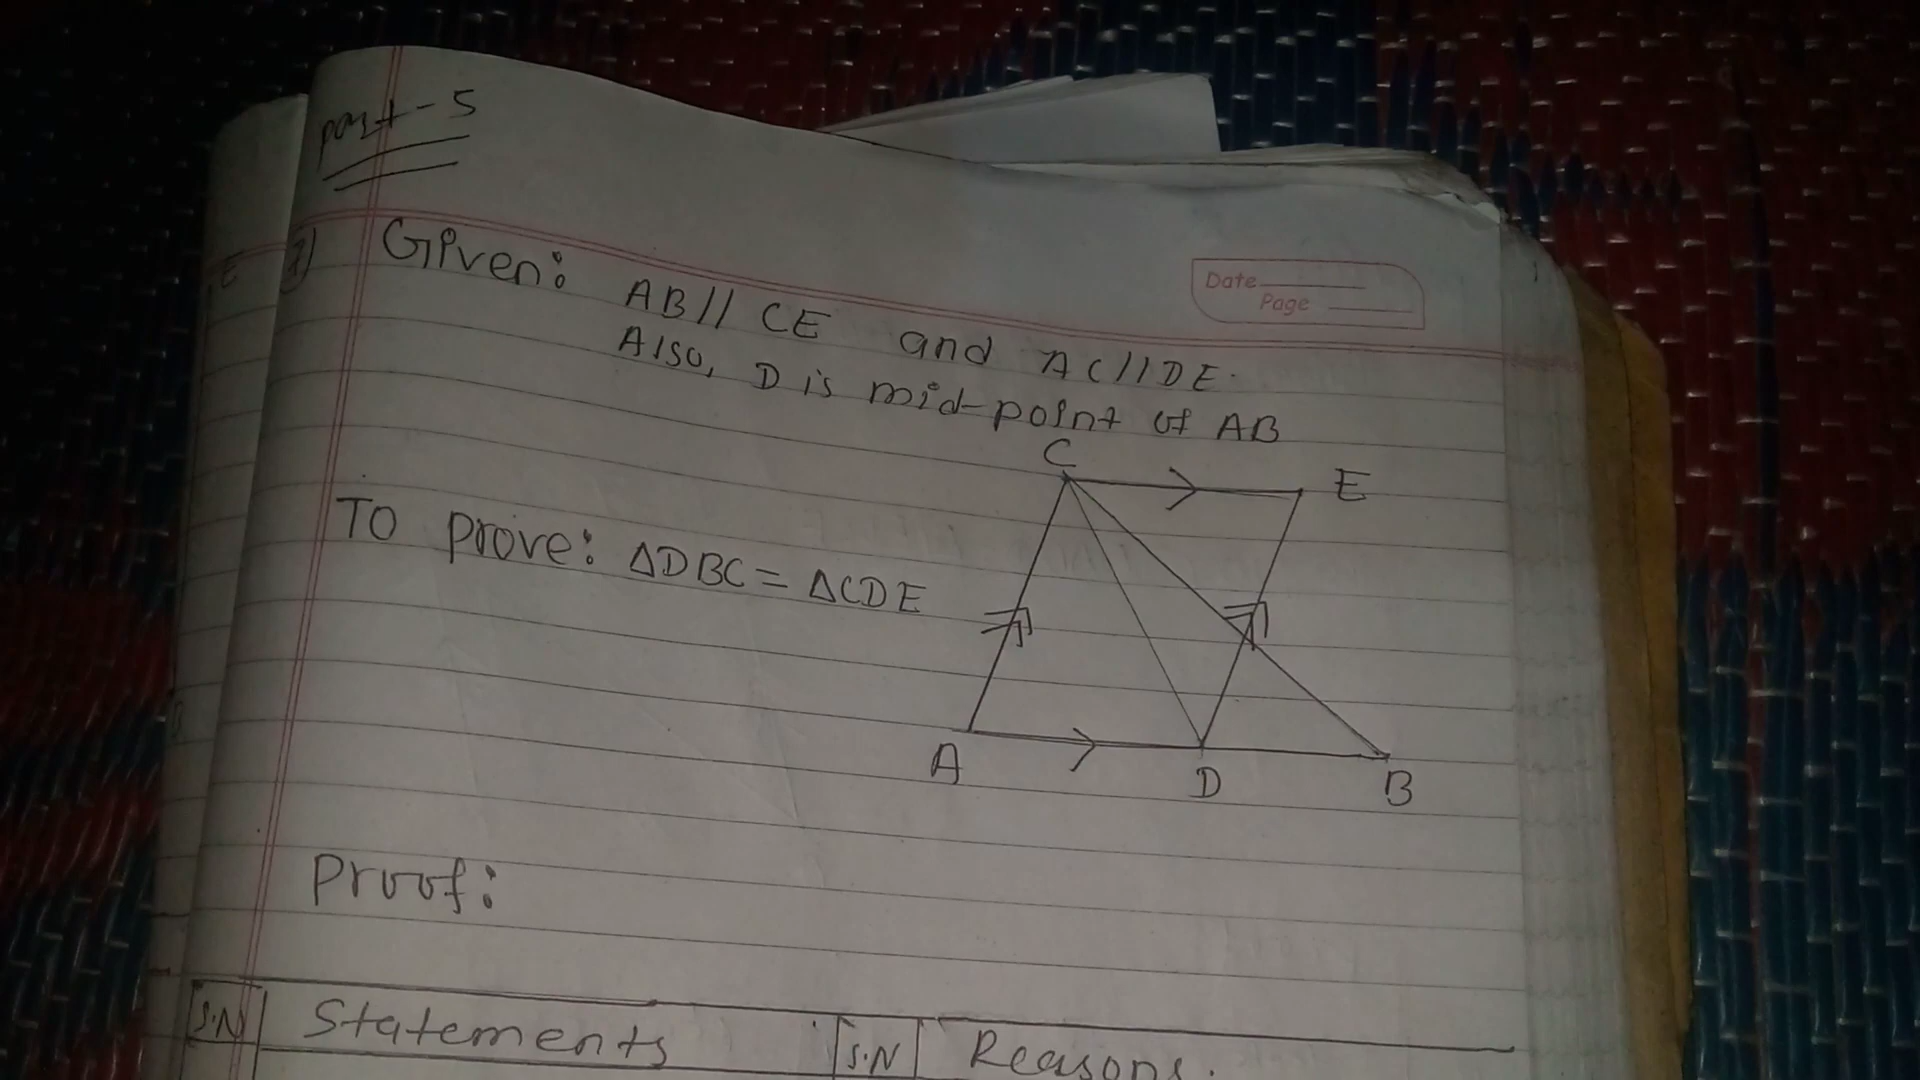 part-5
7) Given: AB // CE and AC//DE.
Also, D is mid-point of AB
Date
Page
C
E
TO prove: ΔDBC = ΔCDE
A
D
B
Proof:
S.N Statements S.N Reasons.